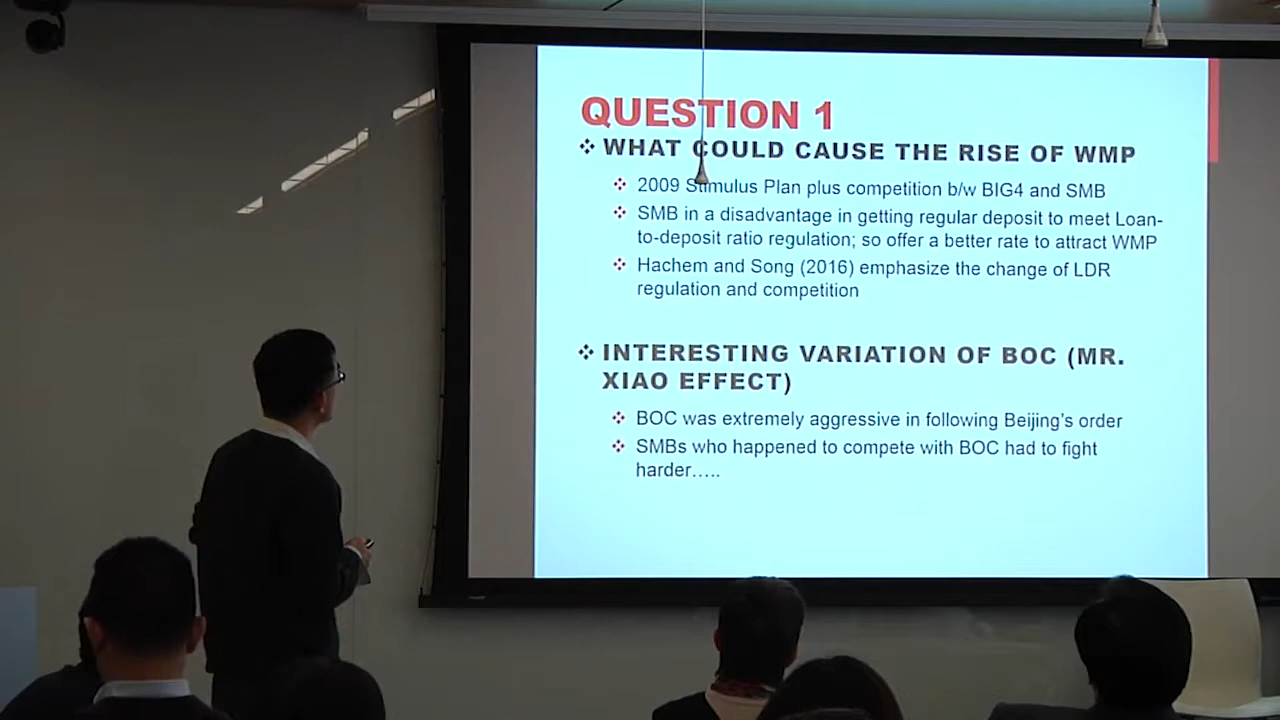 QUESTION 1
WHAT COULD CAUSE THE RISE OF WMP
2009 Stimulus Plan plus competition b/w BIG4 and SMB
SMB in a disadvantage in getting regular deposit to meet Loan-
to-deposit ratio regulation; so offer a better rate to attract WMP
Hachem and Song (2016) emphasize the change of LDR
regulation and competition
INTERESTING VARIATION OF BOC (MR.
XIAO EFFECT)
BOC was extremely aggressive in following Beijing's order
SMBs who happened to compete with BOC had to fight
harder…..